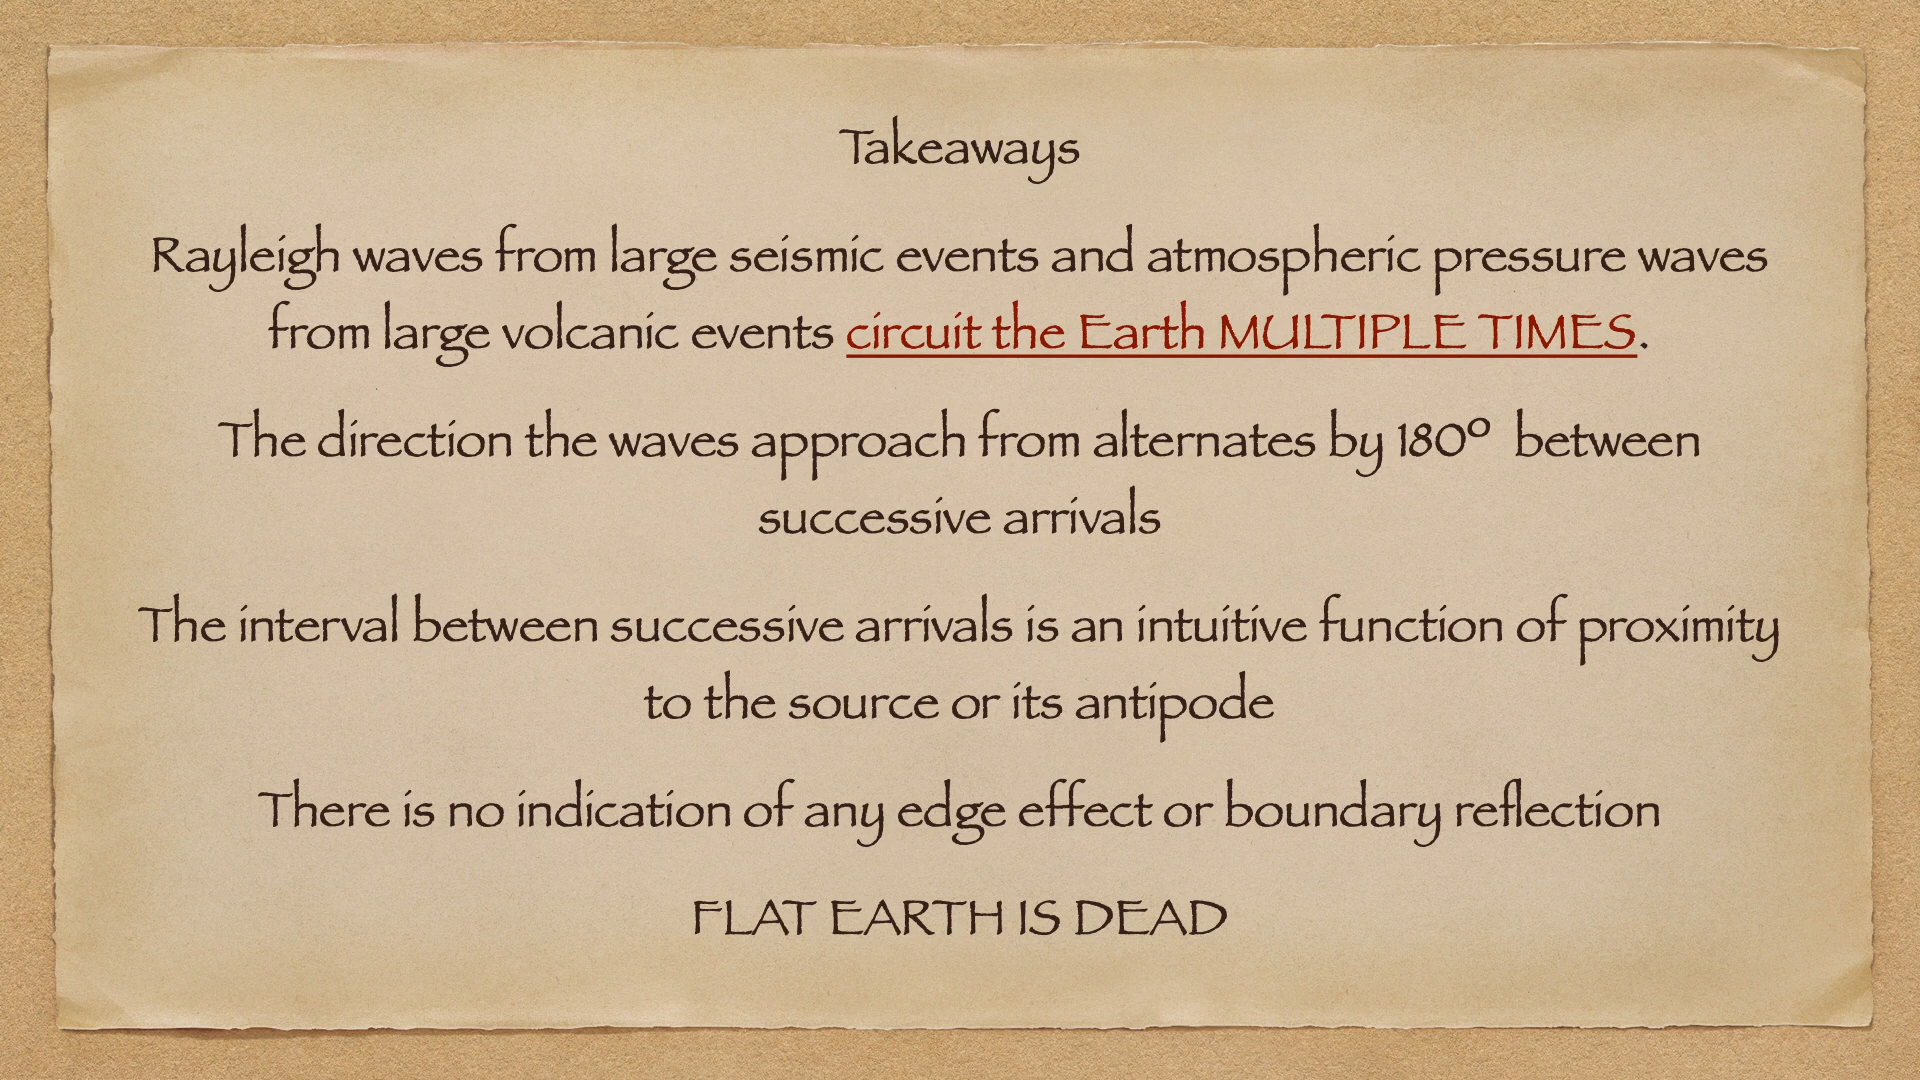 Takeaways
Rayleigh waves from large seismic events and atmospheric pressure waves
from large volcanic events circuit the Earth MULTIPLE TIMES.
The direction the waves approach from alternates by 180º between
successive arrivals
The interval between successive arrivals is an intuitive function of proximity
to the source or its antipode
There is no indication of any edge effect or boundary reflection
FLAT EARTH IS DEAD